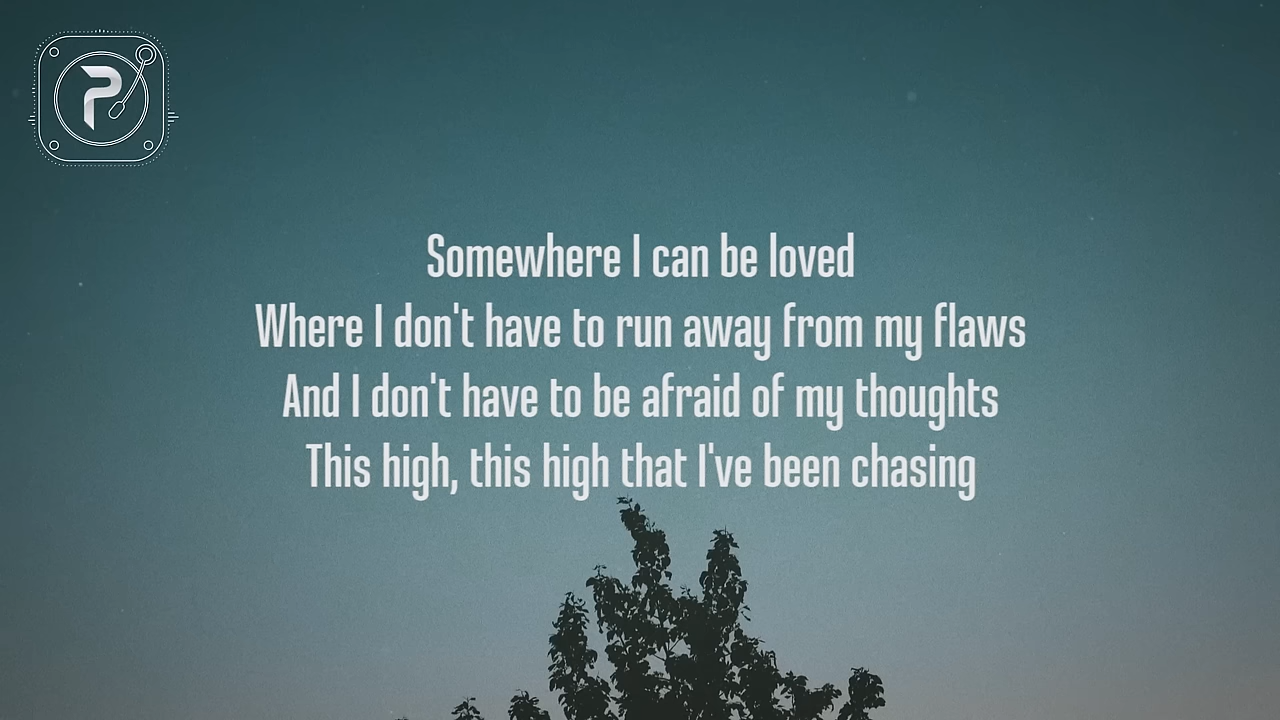 P
Somewhere I can be loved
Where I don't have to run away from my flaws
And I don't have to be afraid of my thoughts
This high, this high that I've been chasing